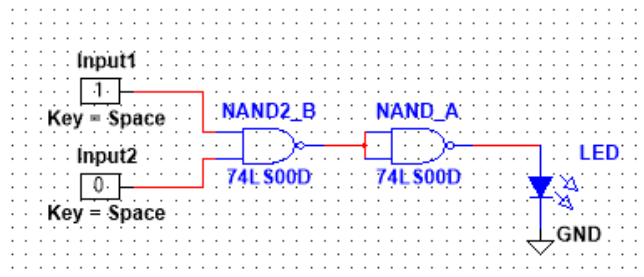 Input1
1
Key = Space
Input2
0
Key = Space
NAND2_B
74LS00D
NAND_A
74LS00D
LED
GND